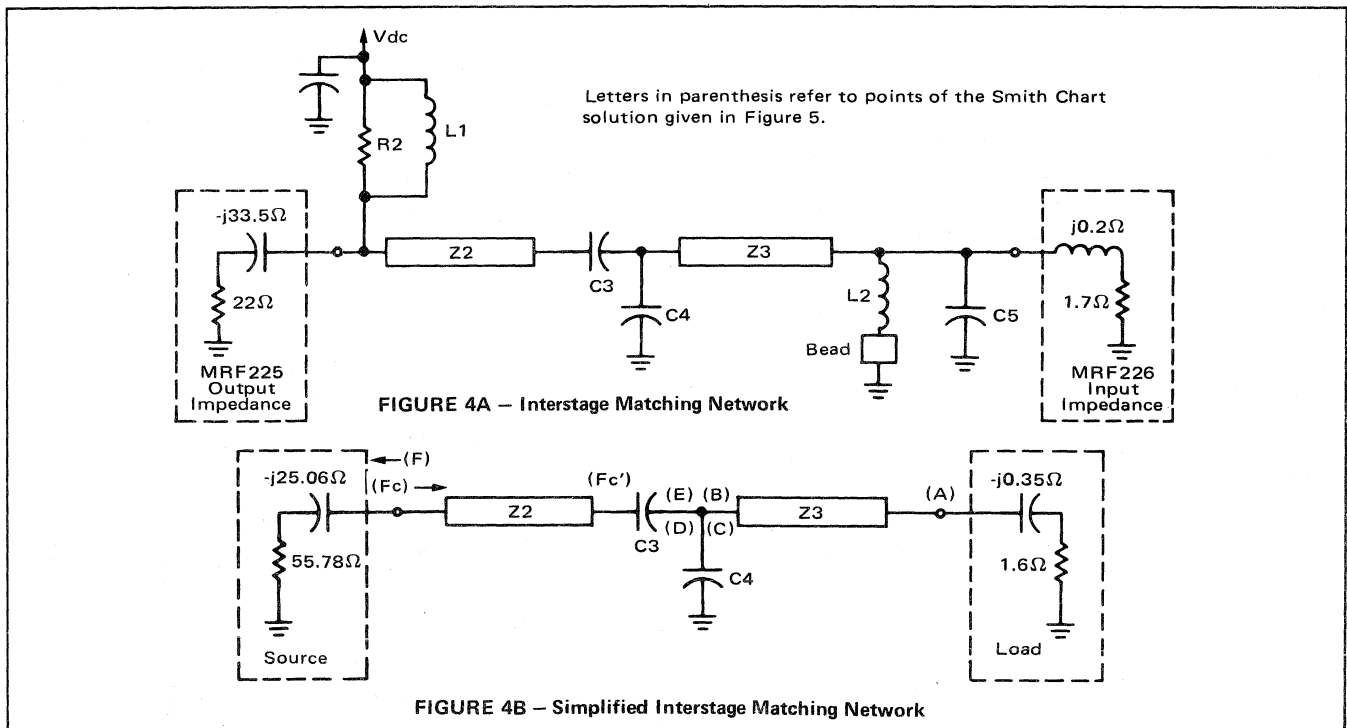 Vdc
Letters in parenthesis refer to points of the Smith Chart
solution given in Figure 5.
R2
L1
-j33.5Ω
22Ω
MRF225
Output
Impedance
Z2
C3
C4
Z3
L2
Bead
C5
j0.2Ω
1.7Ω
MRF226
Input
Impedance
FIGURE 4A – Interstage Matching Network
-j25.06Ω
55.78Ω
Source
(F)
(Fc)
Z2
(Fc')
C3
(E) (B)
(D) (C)
C4
Z3
(A)
-j0.35Ω
1.6Ω
Load
FIGURE 4B – Simplified Interstage Matching Network